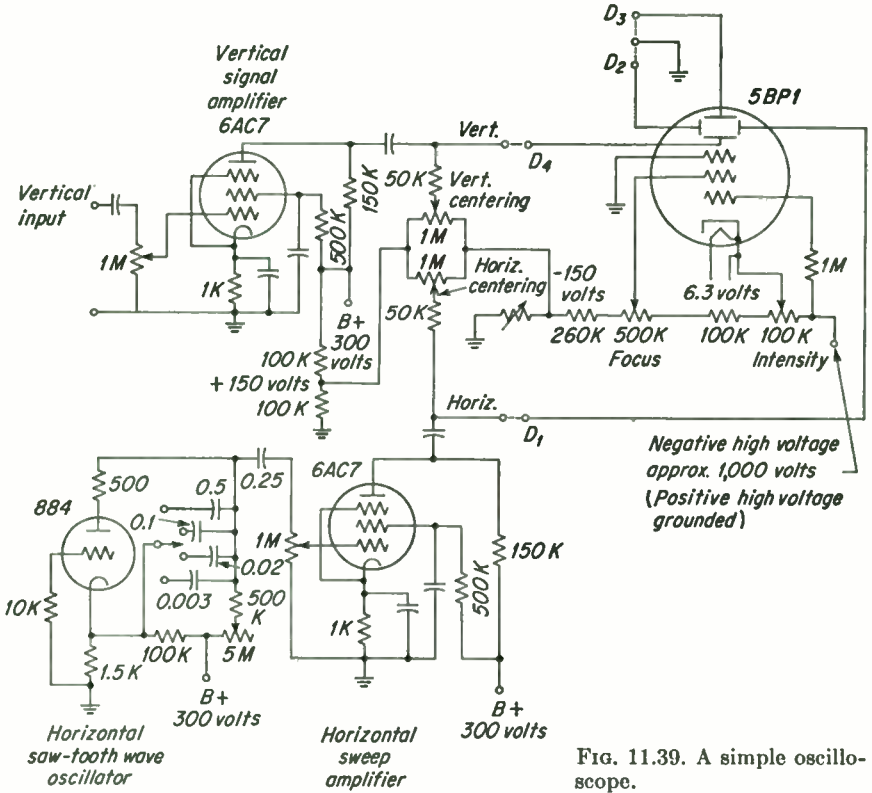 D3
D2
5BP1
Vertical
signal
amplifier
6AC7
Vert.
D4
Vertical
input
1M
1K
500K
150K
50K
Vert.
centering
1M
1M
Horiz.
centering
50K
B+
300
volts
100K
+150 volts
100K
-150
volts
260K
500K
Focus
6.3 volts
100K
100K
Intensity
1M
Horiz.
D1
Negative high voltage
approx. 1,000 volts
(Positive high voltage
grounded)
884
500
0.5
0.25
0.1
0.02
0.003
10K
1.5K
100K
500
K
5M
B+
300 volts
Horizontal
saw-tooth wave
oscillator
6AC7
1M
1K
500K
150K
B+
300 volts
Horizontal
sweep
amplifier
FIG. 11.39. A simple oscillo-
scope.